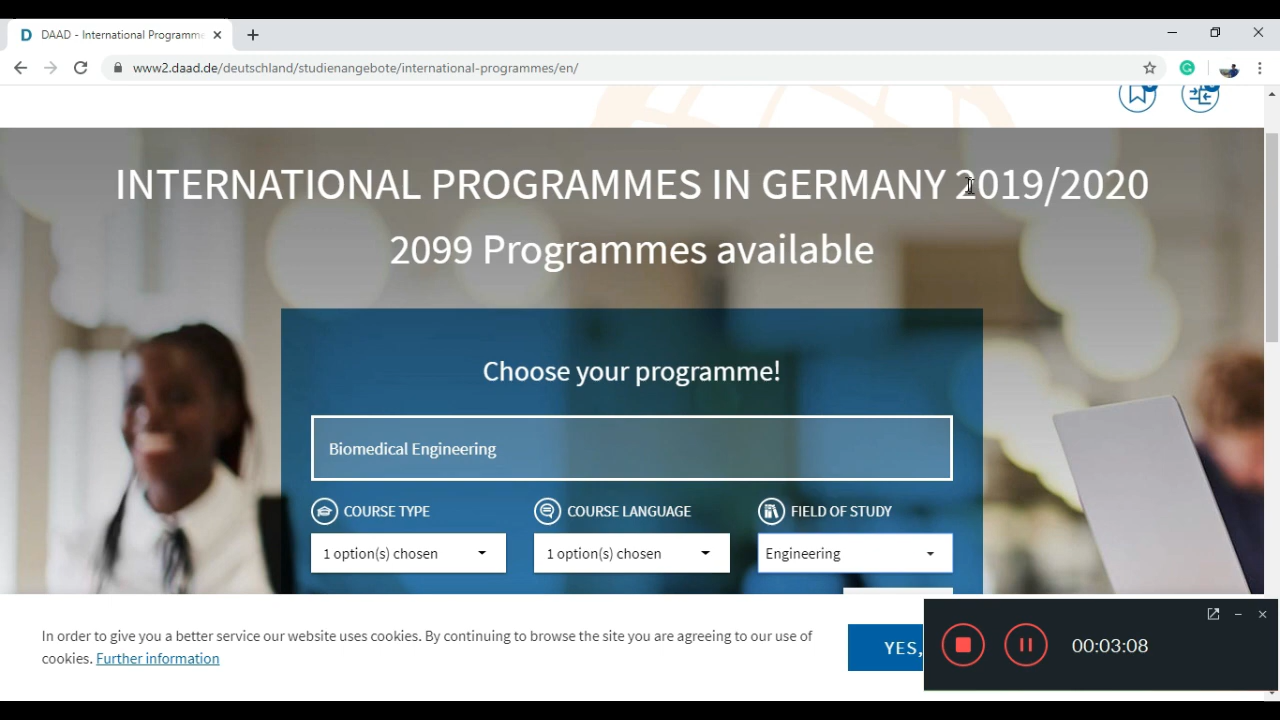 D DAAD - International Programme
www2.daad.de/deutschland/studienangebote/international-programmes/en/
INTERNATIONAL PROGRAMMES IN GERMANY 2019/2020
2099 Programmes available
Choose your programme!
Biomedical Engineering
COURSE TYPE
COURSE LANGUAGE
FIELD OF STUDY
1 option(s) chosen
1 option(s) chosen
Engineering
In order to give you a better service our website uses cookies. By continuing to browse the site you are agreeing to our use of
cookies. Further information
YES,
00:03:08